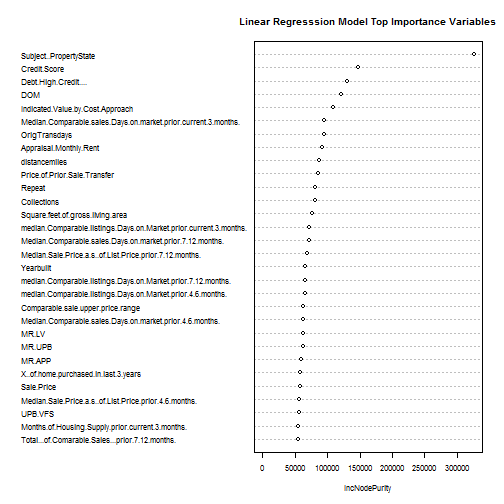 Linear Regresssion Model Top Importance Variables
Subject..PropertyState
Credit.Score
Debt.High.Credit....
DOM
Indicated.Value.by.Cost.Approach
Median.Comparable.sales.Days.on.market.prior.current.3.months.
OrigTransdays
Appraisal.Monthly.Rent
distancemiles
Price.of.Prior.Sale.Transfer
Repeat
Collections
Square.feet.of.gross.living.area
median.Comparable.listings.Days.on.Market.prior.current.3.months.
Median.Comparable.sales.Days.on.market.prior.7.12.months.
Median.Sale.Price.a.s..of.List.Price.prior.7.12.months.
Yearbuilt
median.Comparable.listings.Days.on.Market.prior.7.12.months.
median.Comparable.listings.Days.on.Market.prior.4.6.months.
Comparable.sale.upper.price.range
Median.Comparable.sales.Days.on.market.prior.4.6.months.
MR.LV
MR.UPB
MR.APP
X..of.home.purchased.in.last.3.years
Sale.Price
Median.Sale.Price.a.s..of.List.Price.prior.4.6.months.
UPB.VFS
Months.of.Housing.Supply.prior.current.3.months.
Total...of.Comarable.Sales...prior.7.12.months.
0 50000 100000 150000 200000 250000 300000
IncNodePurity